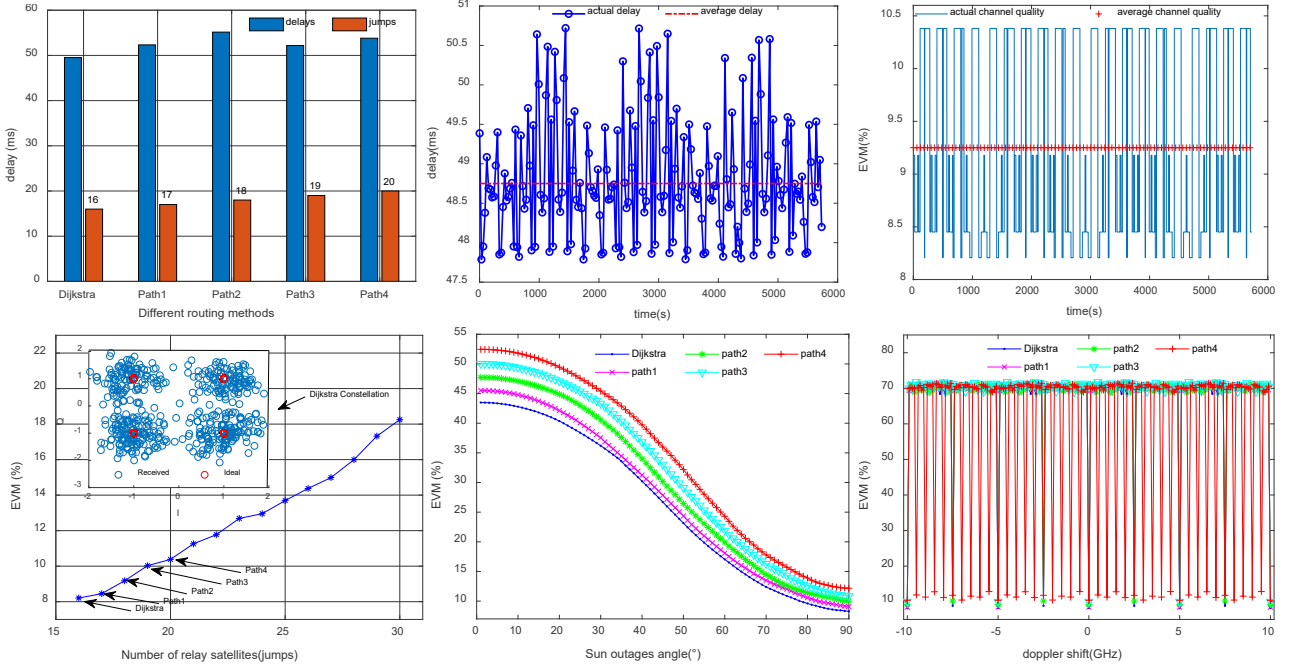 delays jumps
60
50
40
30
20
10
0
delay (ms)
16
17
18
19
20
Dijkstra Path1 Path2 Path3 Path4
Different routing methods
actual delay average delay
51
50.5
50
49.5
49
48.5
48
47.5
delay(ms)
0 1000 2000 3000 4000 5000 6000
time(s)
actual channel quality average channel quality
10.5
10
9.5
9
8.5
8
EVM(%)
0 1000 2000 3000 4000 5000 6000
time(s)
22
20
18
16
14
12
10
8
EVM (%)
2
1
0
-1
-2
-3
Q
Received Ideal
-2 -1 0 1 2
I
Dijkstra Constellation
Path4
Path3
Path2
Path1
Dijkstra
15 20 25 30
Number of relay satellites(jumps)
Dijkstra path2 path4
path1 path3
55
50
45
40
35
30
25
20
15
10
EVM (%)
0 10 20 30 40 50 60 70 80 90
Sun outages angle(°)
Dijkstra path2 path4
path1 path3
80
70
60
50
40
30
20
10
EVM (%)
-10 -5 0 5 10
doppler shift(GHz)